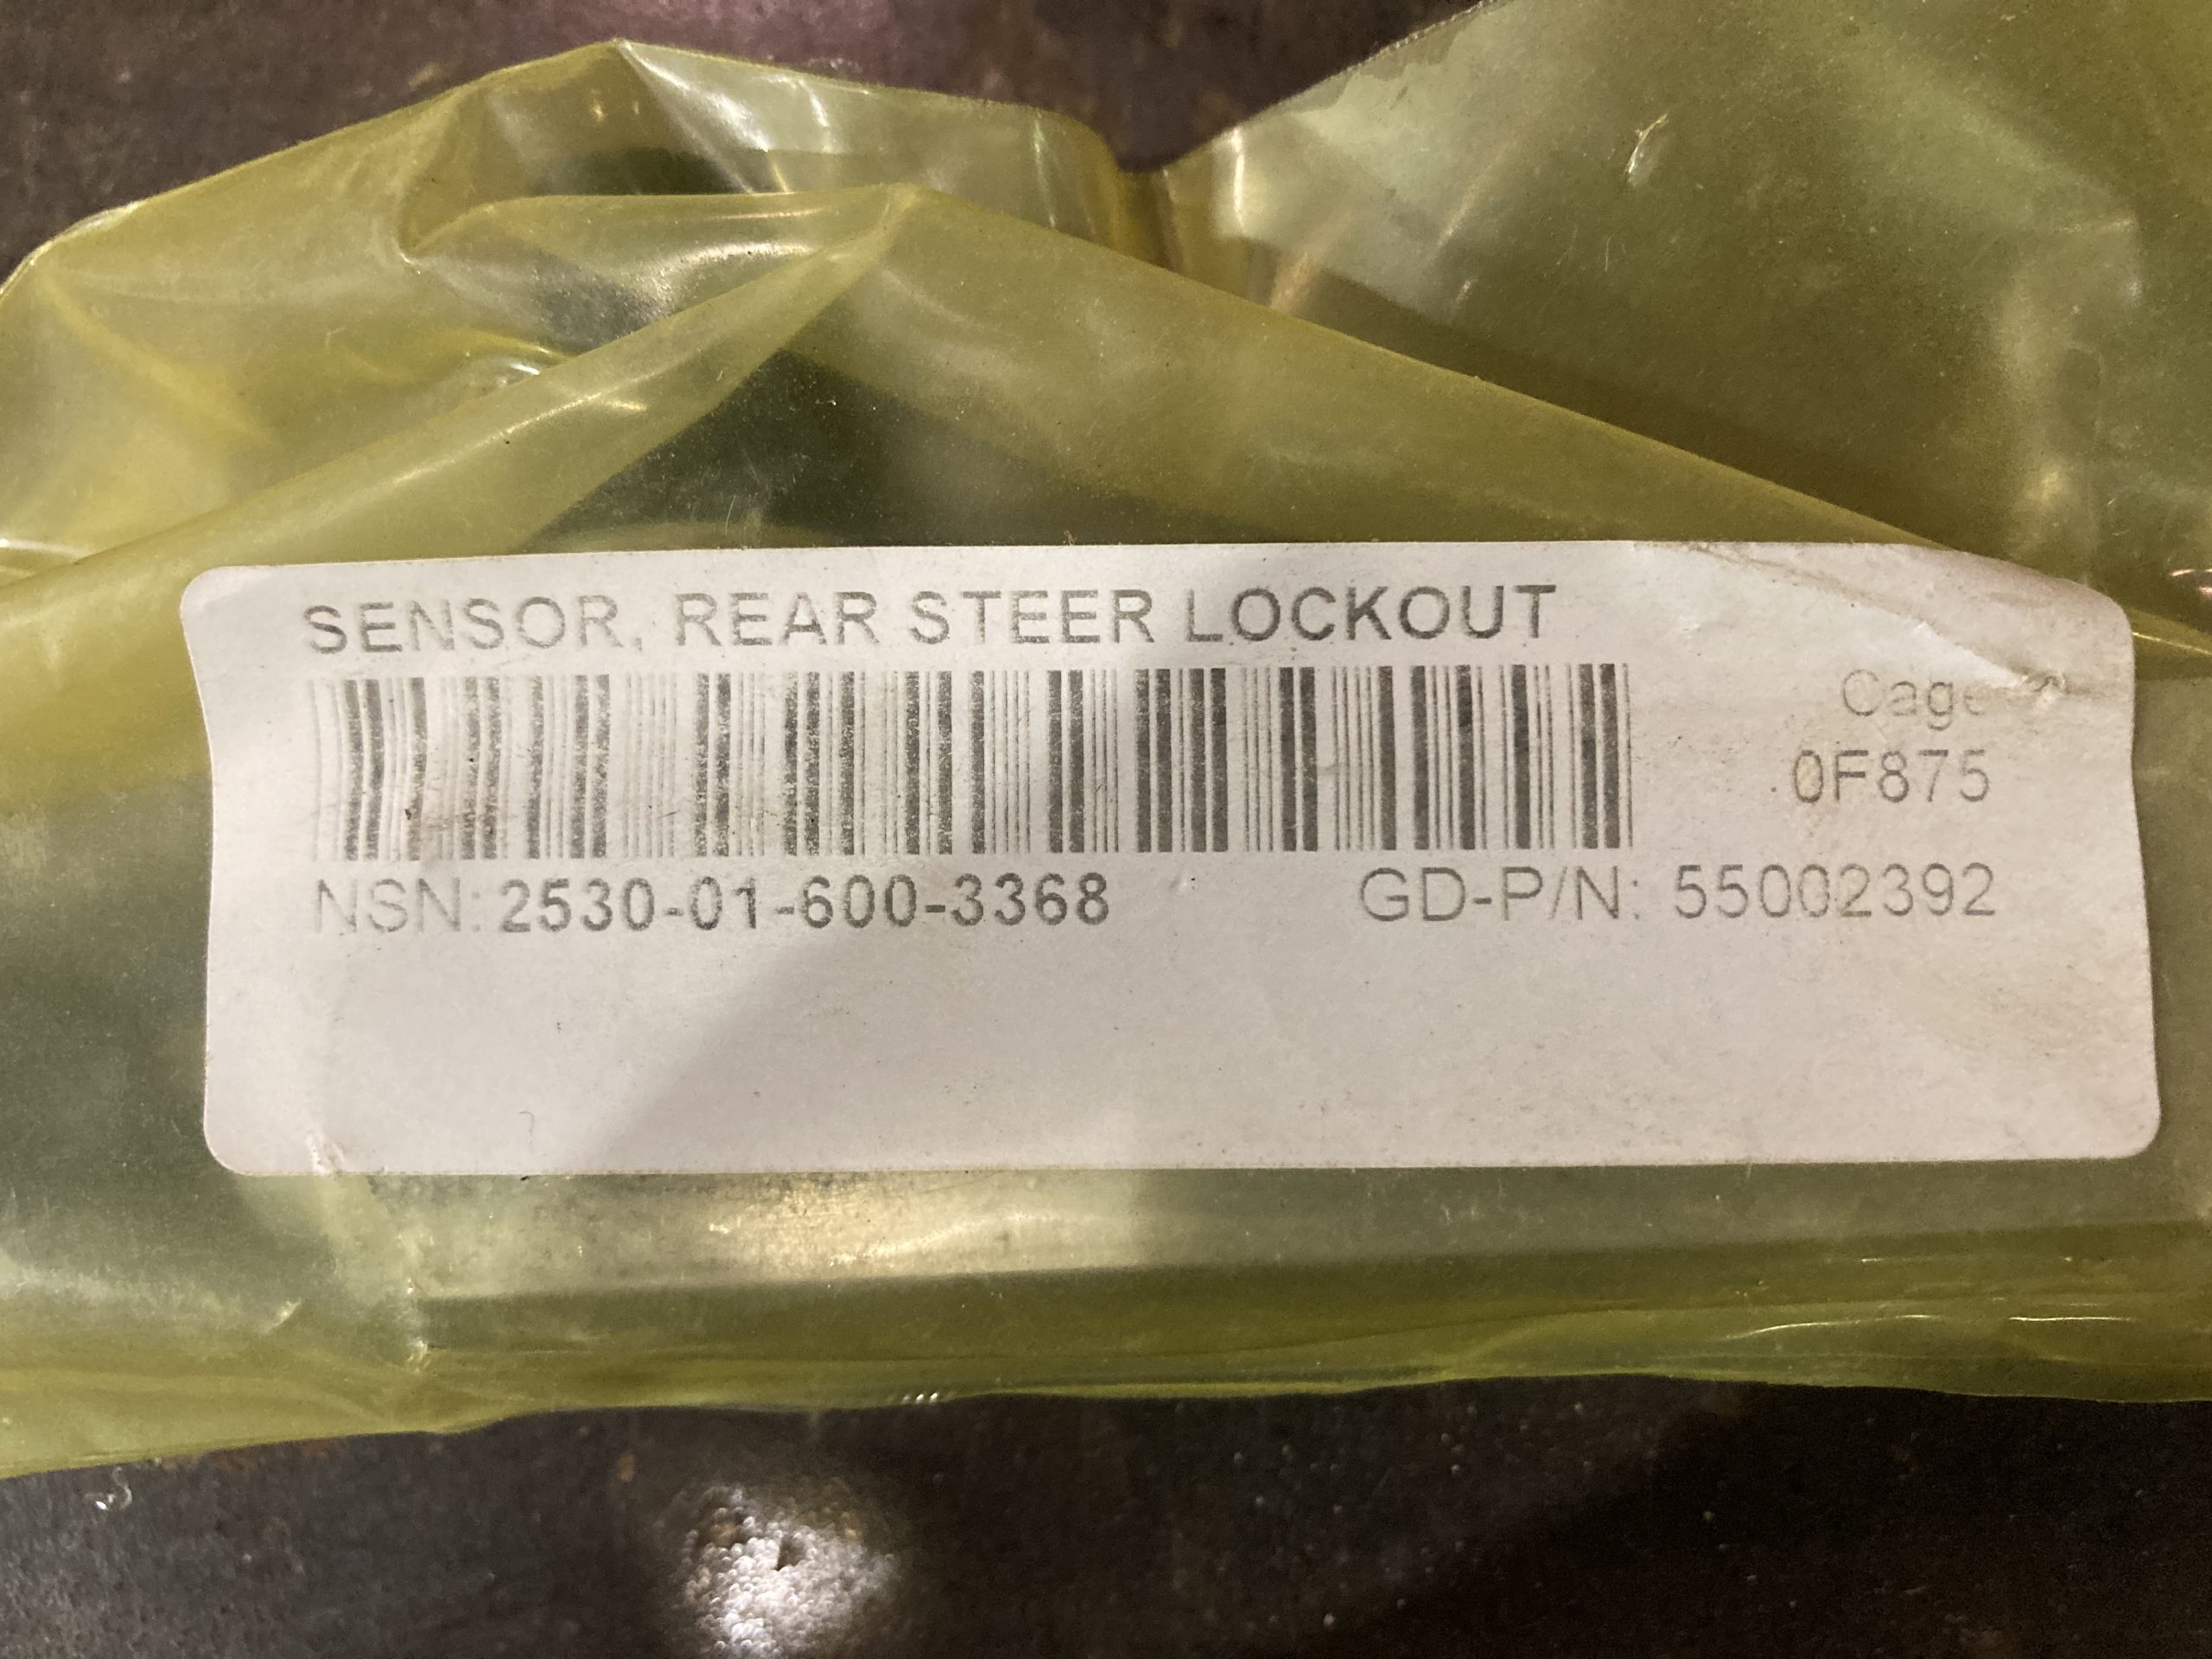 SENSOR, REAR STEER LOCKOUT
Cage
0F875
NSN: 2530-01-600-3368 GD-P/N: 55002392